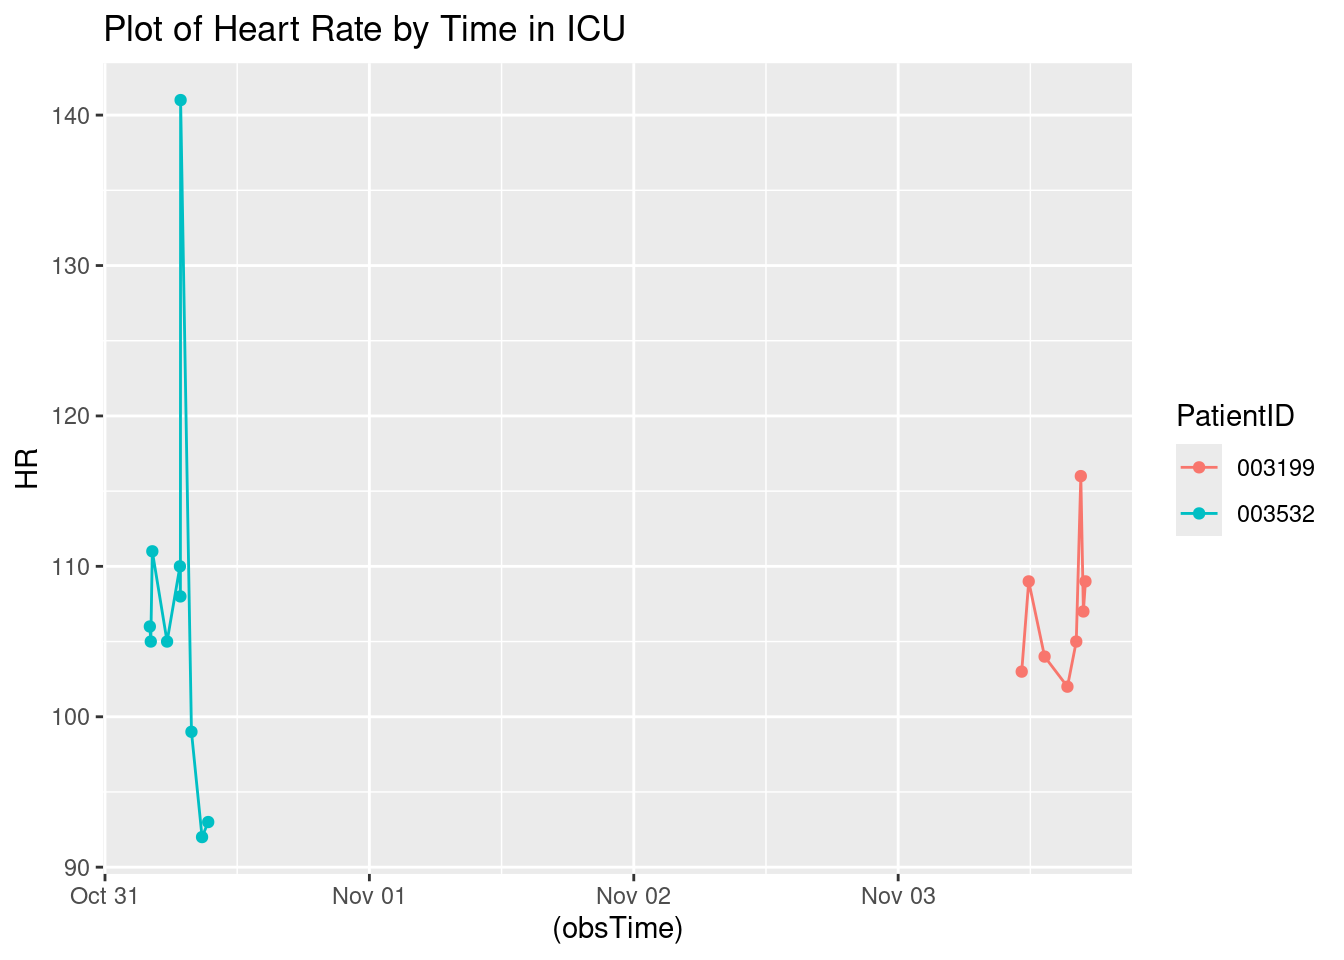 Plot of Heart Rate by Time in ICU
140
130
120
110
100
90
HR
Oct 31 Nov 01 Nov 02 Nov 03
(obsTime)
PatientID
003199
003532